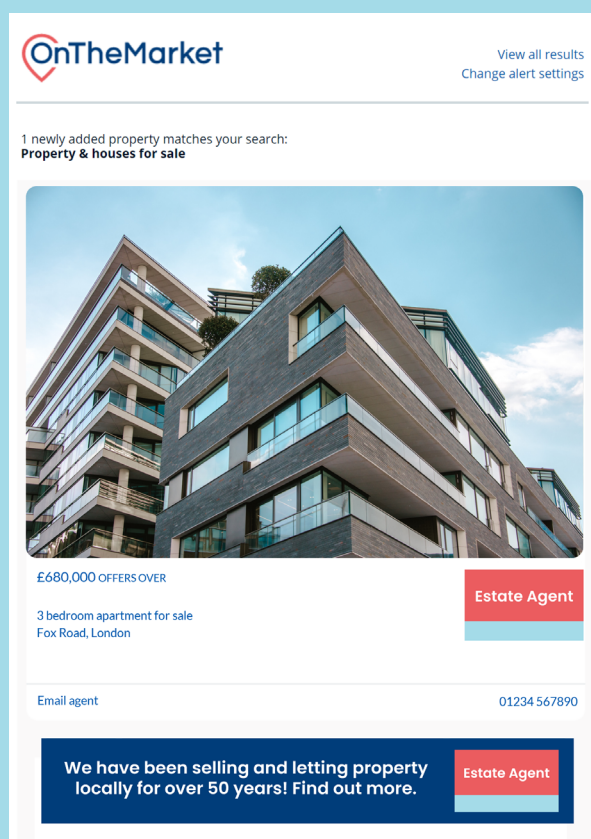 OnTheMarket
View all results
Change alert settings
1 newly added property matches your search:
Property & houses for sale
£680,000 OFFERS OVER
Estate Agent
3 bedroom apartment for sale
Fox Road, London
Email agent
01234 567890
We have been selling and letting property
locally for over 50 years! Find out more.
Estate Agent